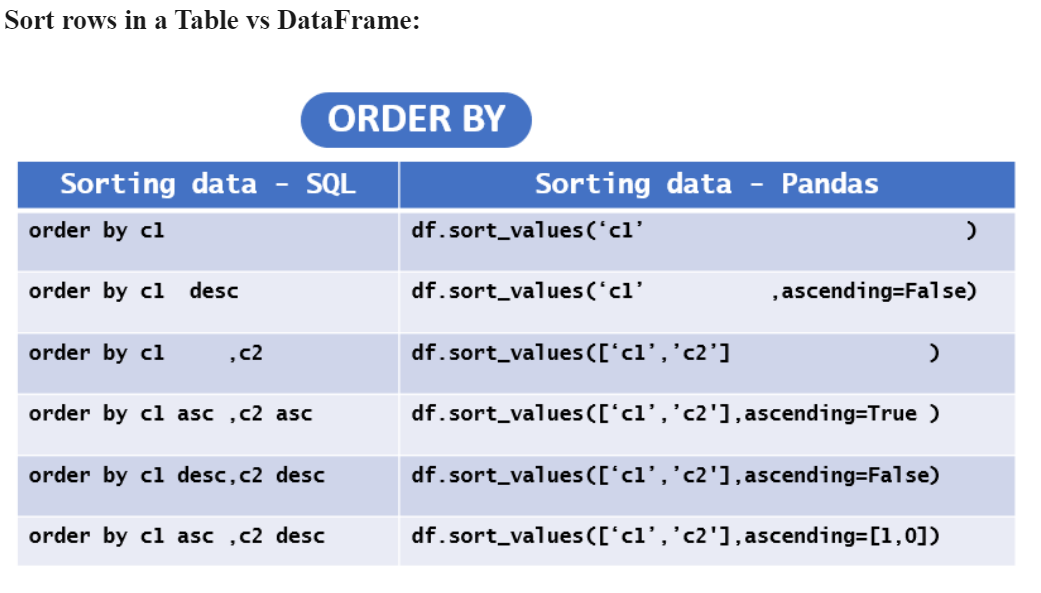 Sort rows in a Table vs DataFrame:
ORDER BY
Sorting data - SQL Sorting data - Pandas
order by c1 df.sort_values(‘c1’ )
order by c1 desc df.sort_values(‘c1’ ,ascending=False)
order by c1 ,c2 df.sort_values([‘c1’,’c2’] )
order by c1 asc ,c2 asc df.sort_values([‘c1’,’c2'],ascending=True )
order by c1 desc,c2 desc df.sort_values([‘c1’,’c2'],ascending=False)
order by c1 asc ,c2 desc df.sort_values([‘c1’,’c2'],ascending=[1,0])